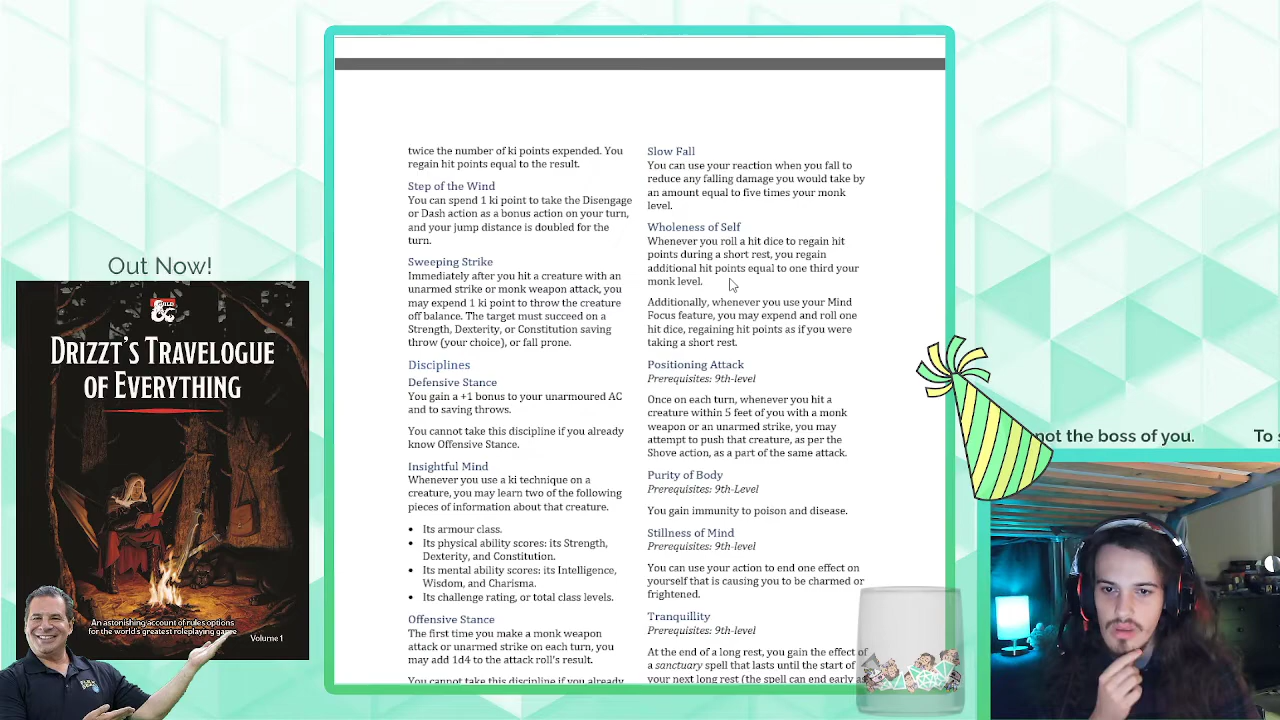 Out Now!
DRIZZT'S TRAVELOGUE
OF EVERYTHING
An astonishing account of rules options
for the world's greatest roleplaying game
Volume 1
twice the number of ki points expended. You
regain hit points equal to the result.
Step of the Wind
You can spend 1 ki point to take the Disengage
or Dash action as a bonus action on your turn,
and your jump distance is doubled for the
turn.
Sweeping Strike
Immediately after you hit a creature with an
unarmed strike or monk weapon attack, you
may expend 1 ki point to throw the creature
off balance. The target must succeed on a
Strength, Dexterity, or Constitution saving
throw (your choice), or fall prone.
Disciplines
Defensive Stance
You gain a +1 bonus to your unarmoured AC
and to saving throws.
You cannot take this discipline if you already
know Offensive Stance.
Insightful Mind
Whenever you use a ki technique on a
creature, you may learn two of the following
pieces of information about that creature.
• Its armour class.
• Its physical ability scores: its Strength,
Dexterity, and Constitution.
• Its mental ability scores: its Intelligence,
Wisdom, and Charisma.
• Its challenge rating, or total class levels.
Offensive Stance
The first time you make a monk weapon
attack or unarmed strike on each turn, you
may add 1d4 to the attack roll's result.
You cannot take this discipline if you already
Slow Fall
You can use your reaction when you fall to
reduce any falling damage you would take by
an amount equal to five times your monk
level.
Wholeness of Self
Whenever you roll a hit dice to regain hit
points during a short rest, you regain
additional hit points equal to one third your
monk level.
Additionally, whenever you use your Mind
Focus feature, you may expend and roll one
hit dice, regaining hit points as if you were
taking a short rest.
Positioning Attack
Prerequisites: 9th-level
Once on each turn, whenever you hit a
creature within 5 feet of you with a monk
weapon or an unarmed strike, you may
attempt to push that creature, as per the
Shove action, as a part of the same attack.
Purity of Body
Prerequisites: 9th-Level
You gain immunity to poison and disease.
Stillness of Mind
Prerequisites: 9th-level
You can use your action to end one effect on
yourself that is causing you to be charmed or
frightened.
Tranquillity
Prerequisites: 9th-level
At the end of a long rest, you gain the effect of
a sanctuary spell that lasts until the start of
your next long rest (the spell can end early as
not the boss of you. To s